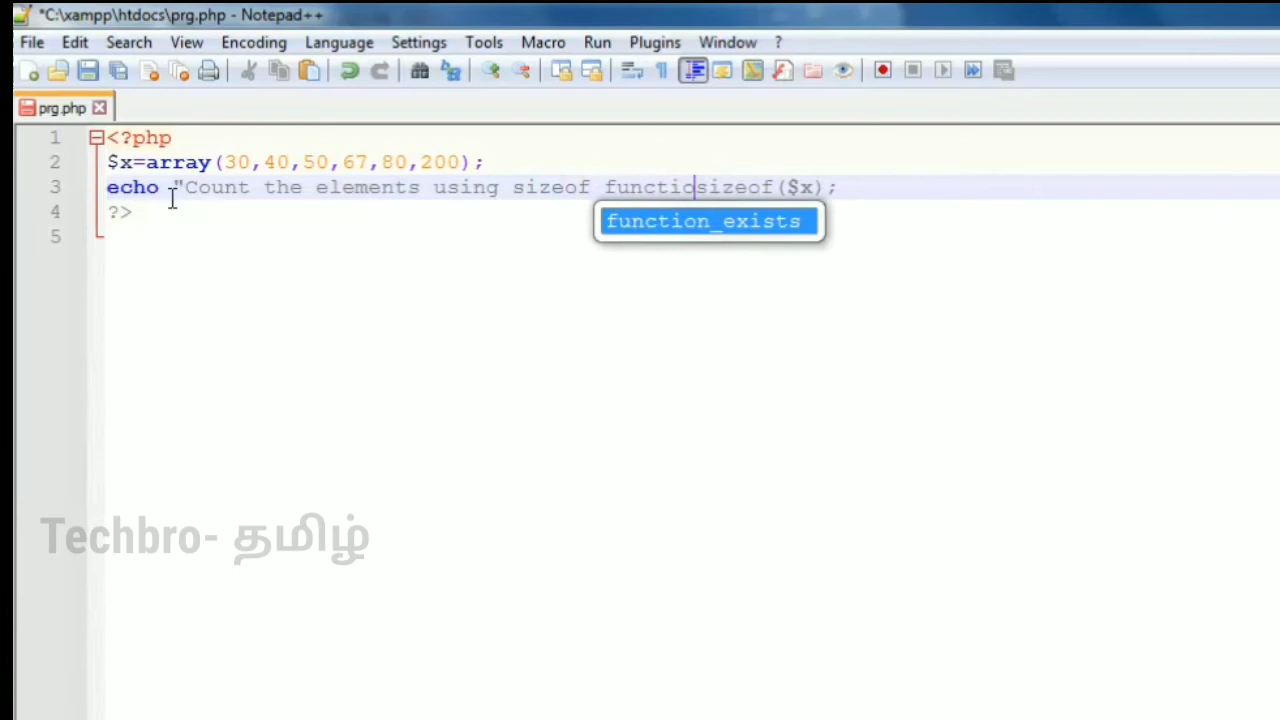 *C:\xampp\htdocs\prg.php - Notepad++
File Edit Search View Encoding Language Settings Tools Macro Run Plugins Window ?
prg.php
1 <?php
2 $x=array(30,40,50,67,80,200);
3 echo "Count the elements using sizeof functiosizeof($x);
4 ?>
function_exists
5
Techbro- தமிழ்